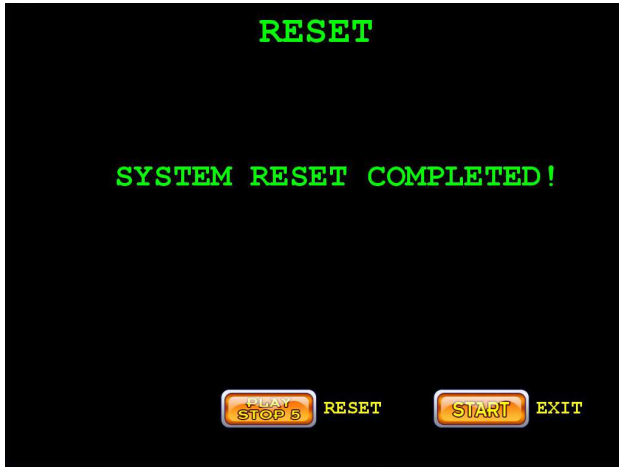 RESET
SYSTEM RESET COMPLETED!
PLAY
STOP 5 RESET START EXIT